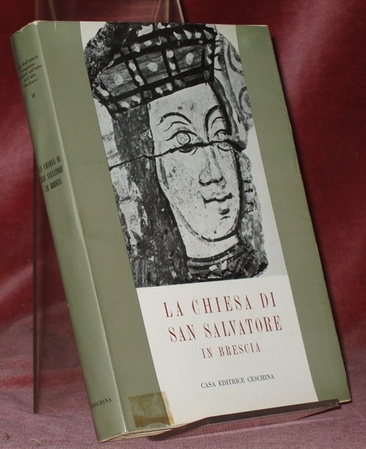 LA CHIESA DI
SAN SALVATORE
IN BRESCIA
CASA EDITRICE CESCHINA
LA CHIESA DI
SAN SALVATORE
IN BRESCIA
CESCHINA